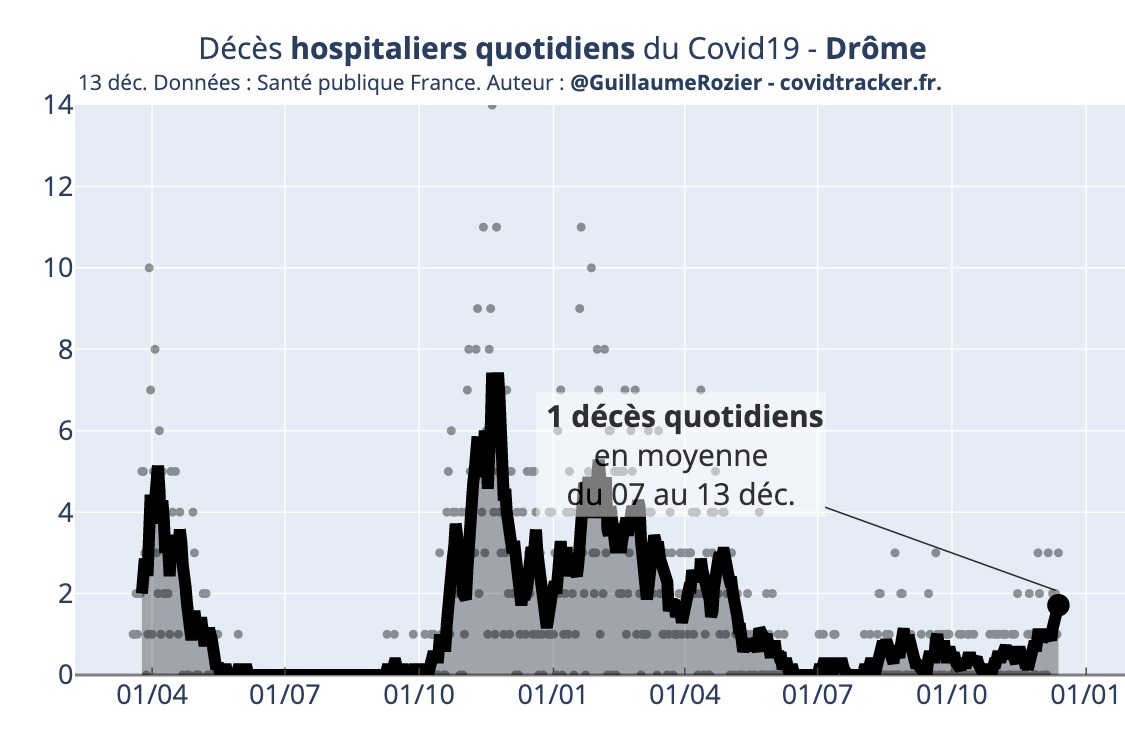 Décès hospitaliers quotidiens du Covid19 - Drôme
13 déc. Données : Santé publique France. Auteur : @GuillaumeRozier - covidtracker.fr.
14
12
10
8
6
4
2
0
1 décès quotidiens
en moyenne
du 07 au 13 déc.
01/04 01/07 01/10 01/01 01/04 01/07 01/10 01/01